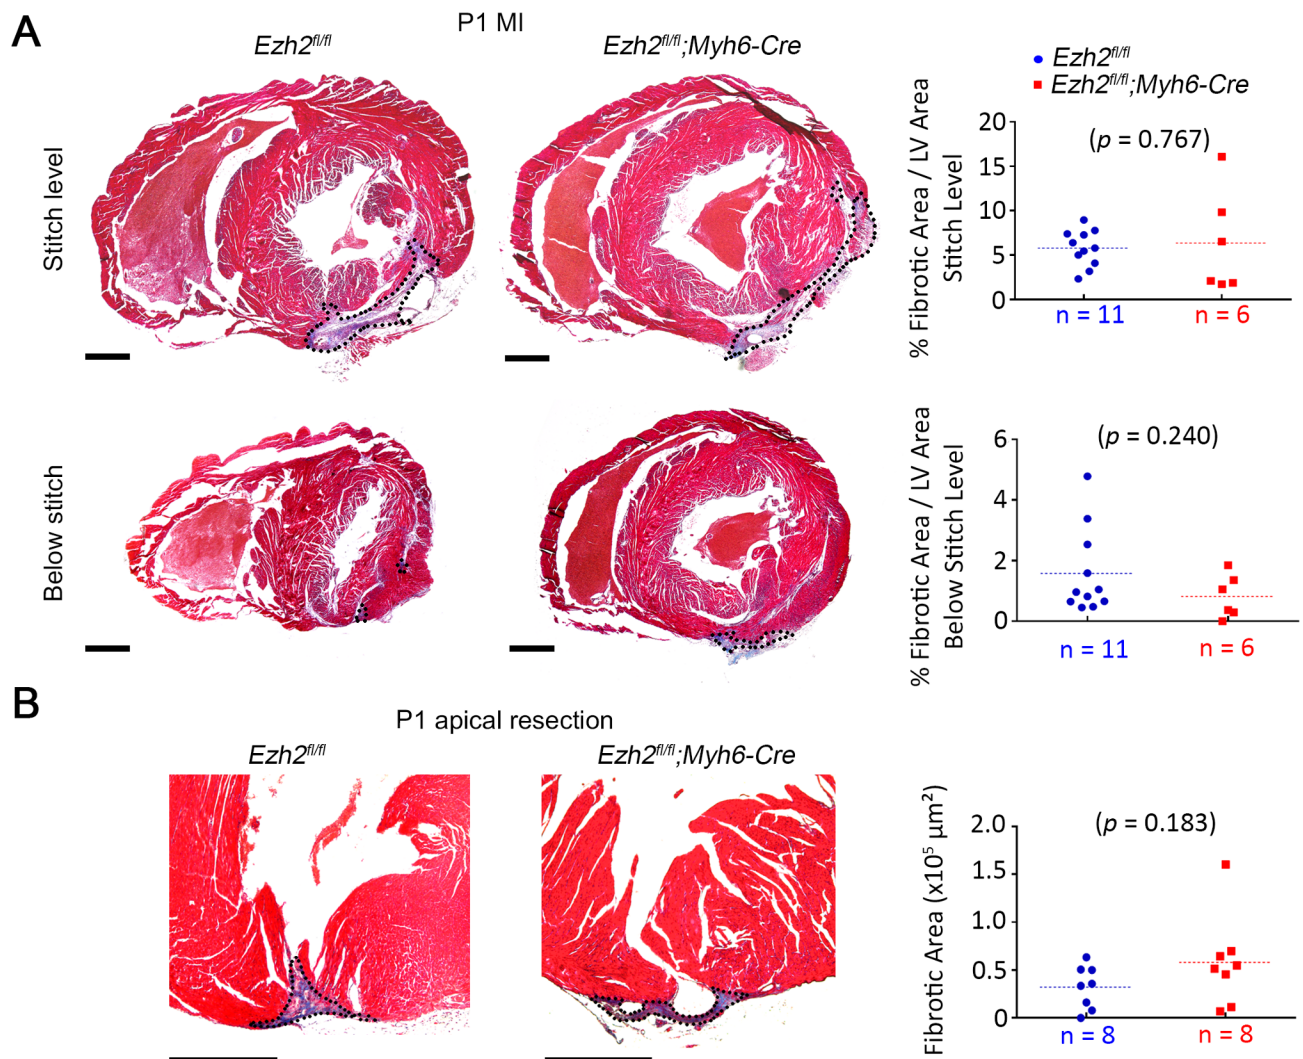 A
P1 MI
Ezh2fl/fl
Ezh2fl/fl;Myh6-Cre
Stitch level
Below stitch
Ezh2fl/fl
Ezh2fl/fl;Myh6-Cre
% Fibrotic Area / LV Area
Stitch Level
20
15
10
5
0
(p = 0.767)
n = 11
n = 6
% Fibrotic Area / LV Area
Below Stitch Level
6
4
2
0
(p = 0.240)
n = 11
n = 6
B
P1 apical resection
Ezh2fl/fl
Ezh2fl/fl;Myh6-Cre
Fibrotic Area (x10⁵ µm²)
2.0
1.5
1.0
0.5
0
(p = 0.183)
n = 8
n = 8